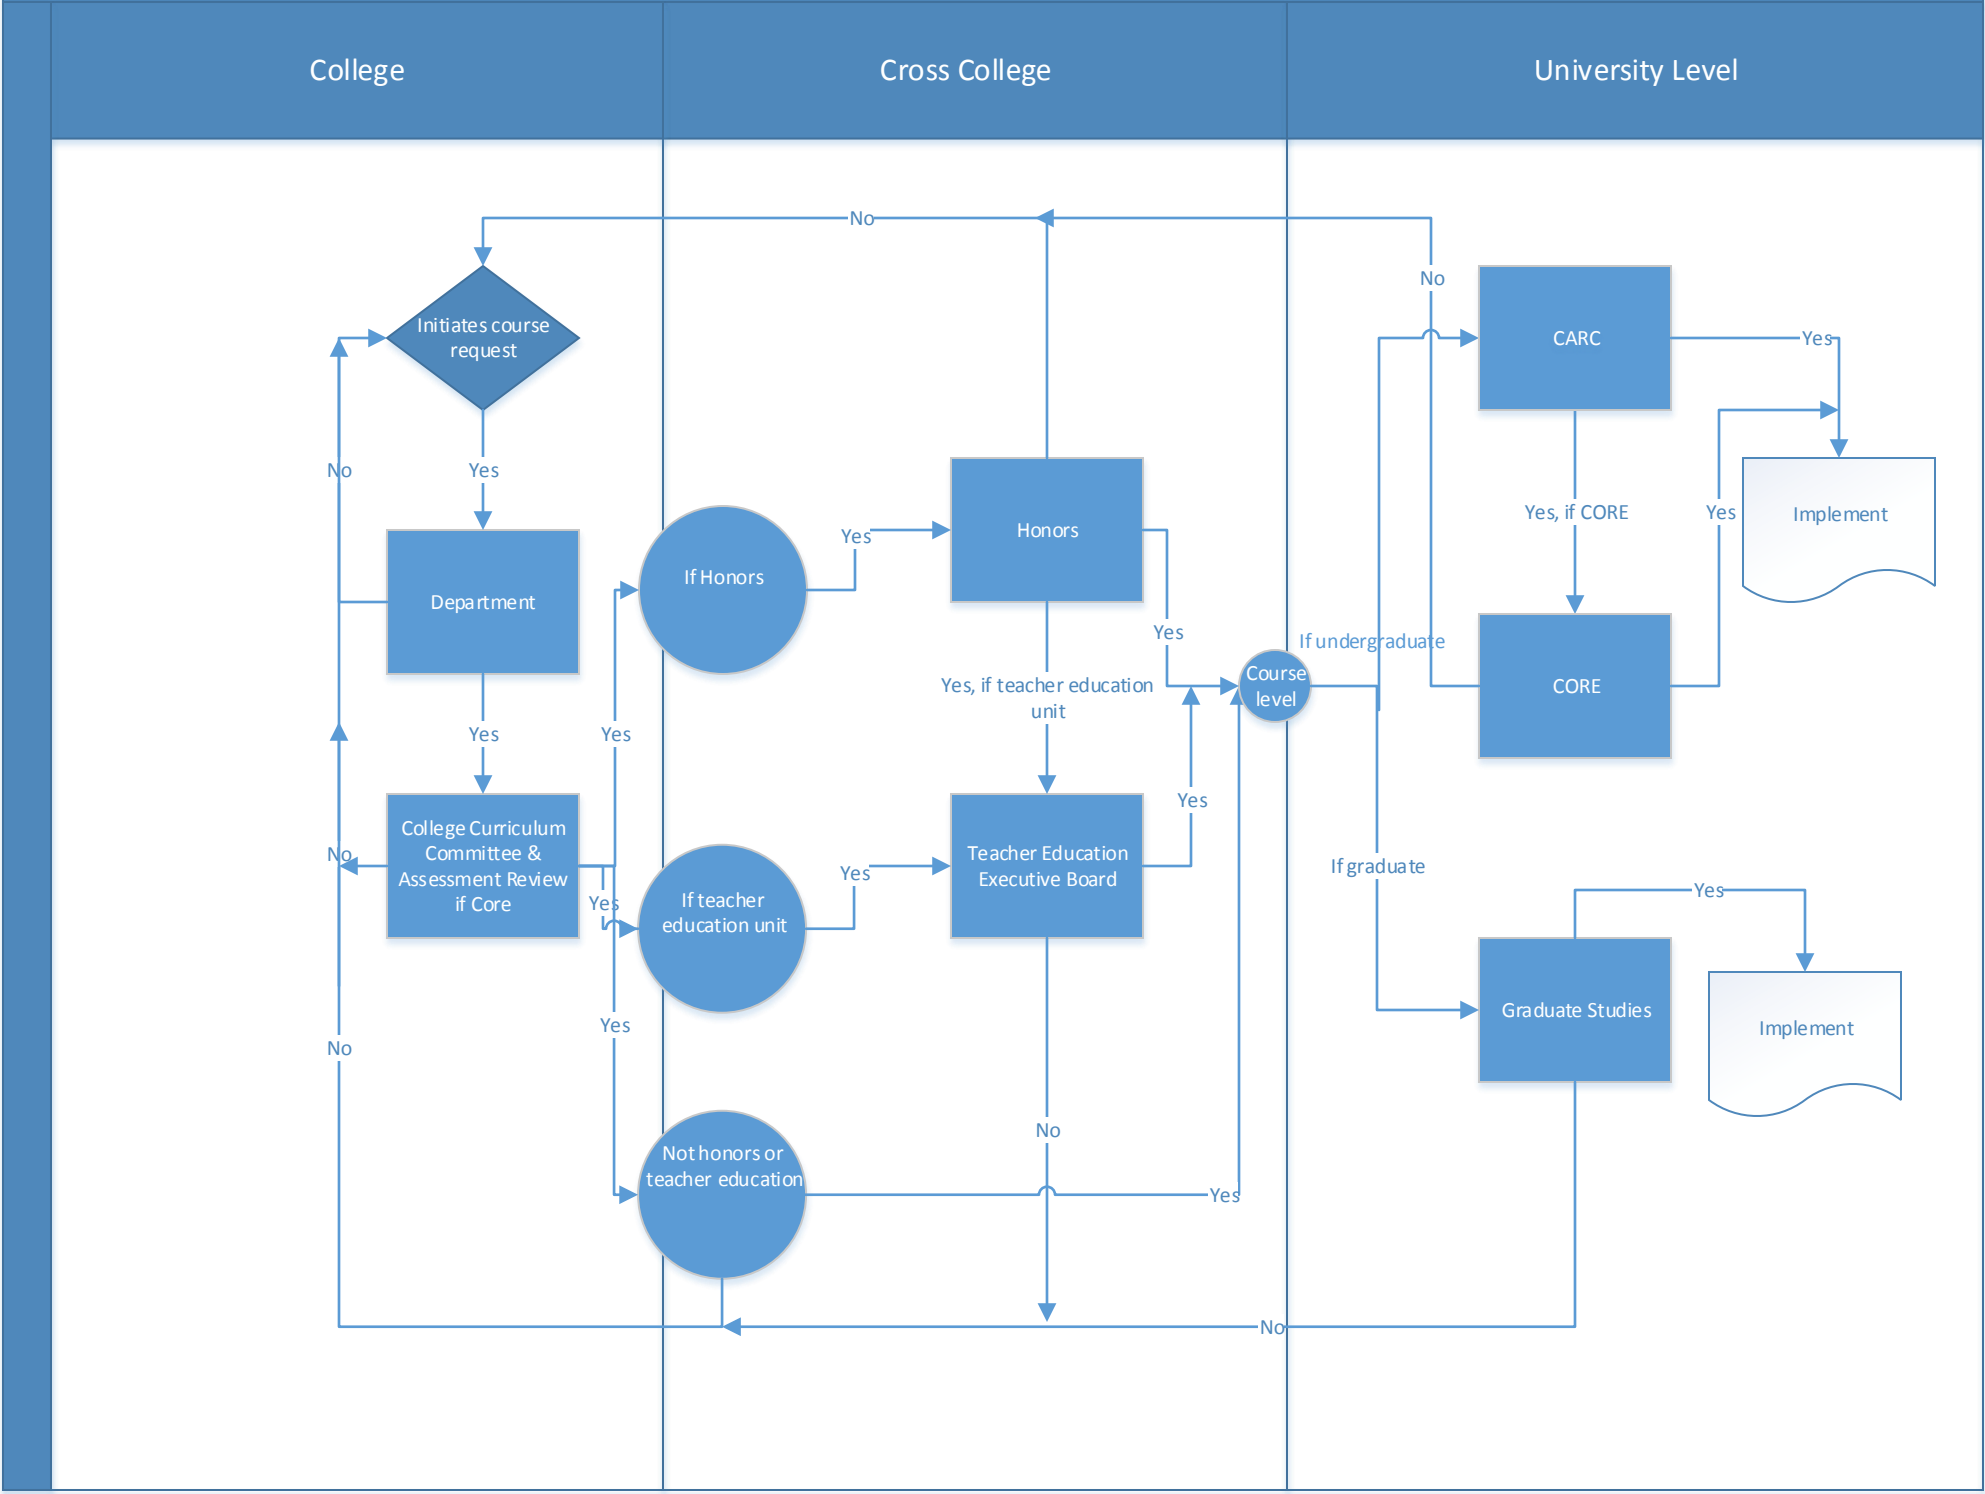 College
Cross College
University Level
No
No
Initiates course
request
CARC
Yes
No
Yes
Yes, if CORE
Yes
Implement
Honors
Yes
If Honors
Department
Yes
If undergraduate
Course
level
CORE
Yes, if teacher education
unit
Yes
Yes
Yes
College Curriculum
Committee &
Assessment Review
if Core
No
Teacher Education
Executive Board
If graduate
Yes
Yes
If teacher
education unit
Yes
Graduate Studies
Implement
Yes
No
No
Not honors or
teacher education
Yes
No